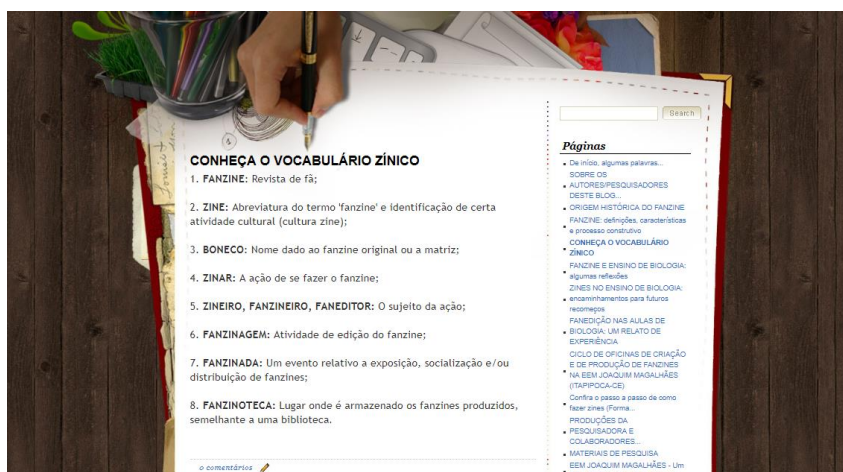 CONHEÇA O VOCABULÁRIO ZÍNICO
1. FANZINE: Revista de fã;
2. ZINE: Abreviatura do termo 'fanzine' e identificação de certa
atividade cultural (cultura zine);
3. BONECO: Nome dado ao fanzine original ou a matriz;
4. ZINAR: A ação de se fazer o fanzine;
5. ZINEIRO, FANZINEIRO, FANEDITOR: O sujeito da ação;
6. FANZINAGEM: Atividade de edição do fanzine;
7. FANZINADA: Um evento relativo a exposição, socialização e/ou
distribuição de fanzines;
8. FANZINOTECA: Lugar onde é armazenado os fanzines produzidos,
semelhante a uma biblioteca.
0 comentários
Search
Páginas
De início, algumas palavras...
SOBRE OS
AUTORES/PESQUISADORES
DESTE BLOG...
ORIGEM HISTÓRICA DO FANZINE
FANZINE: definições, características
e processo construtivo
CONHEÇA O VOCABULÁRIO
ZÍNICO
FANZINE E ENSINO DE BIOLOGIA:
algumas reflexões
ZINES NO ENSINO DE BIOLOGIA:
encaminhamentos para futuros
recomeços
FANEDIÇÃO NAS AULAS DE
BIOLOGIA: UM RELATO DE
EXPERIÊNCIA
CICLO DE OFICINAS DE CRIAÇÃO
E DE PRODUÇÃO DE FANZINES
NA EEM JOAQUIM MAGALHÃES
(ITAPIPOCA-CE)
Confira o passo a passo de como
fazer zines (Forma...
PRODUÇÕES DA
PESQUISADORA E
COLABORADORES...
MATERIAIS DE PESQUISA
EEM JOAQUIM MAGALHÃES - Um